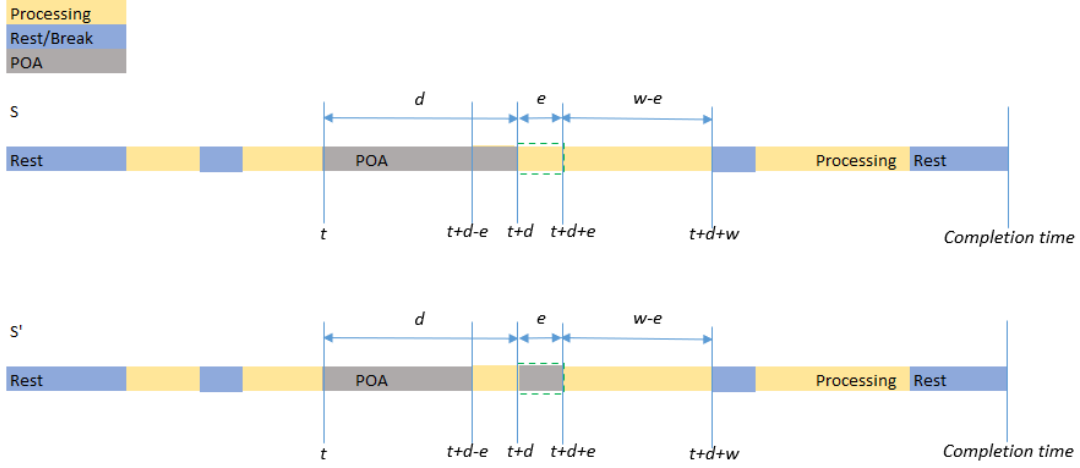 Processing
Rest/Break
POA
S
d e w-e
Rest POA Processing Rest
t t+d-e t+d t+d+e t+d+w Completion time
S'
d e w-e
Rest POA Processing Rest
t t+d-e t+d t+d+e t+d+w Completion time